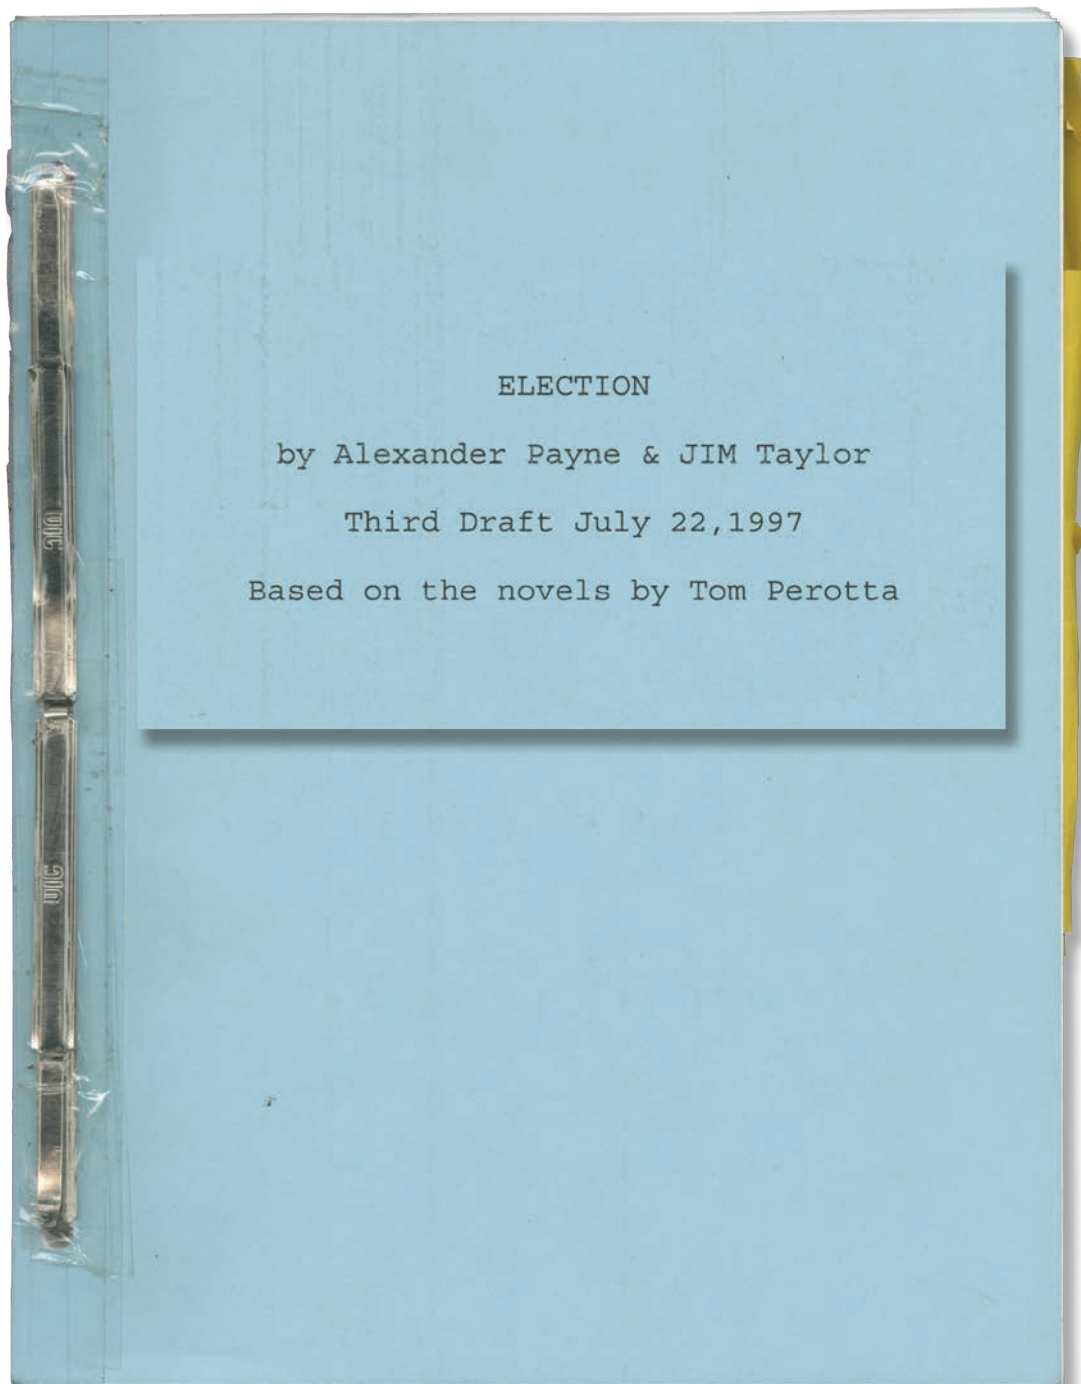 ELECTION
by Alexander Payne & JIM Taylor
Third Draft July 22,1997
Based on the novels by Tom Perotta